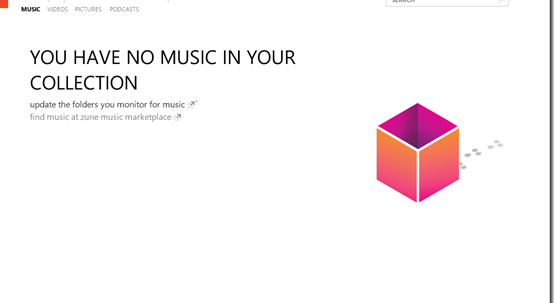 MUSIC VIDEOS PICTURES PODCASTS
SEARCH
YOU HAVE NO MUSIC IN YOUR
COLLECTION
update the folders you monitor for music
find music at zune music marketplace